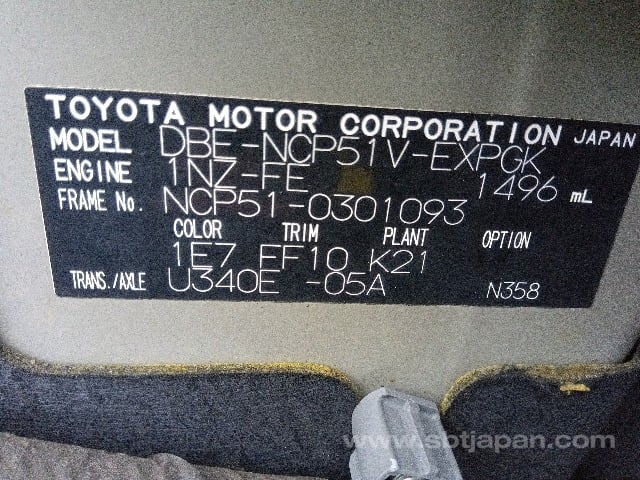 TOYOTA MOTOR CORPORATION JAPAN
MODEL DBE-NCP51V-EXPGK
ENGINE 1NZ-FE 1496 mL
FRAME No. NCP51-0301093
COLOR TRIM PLANT OPTION
1E7 FF10 K21
TRANS./AXLE U340E -05A N358
www.sbtjapan.com